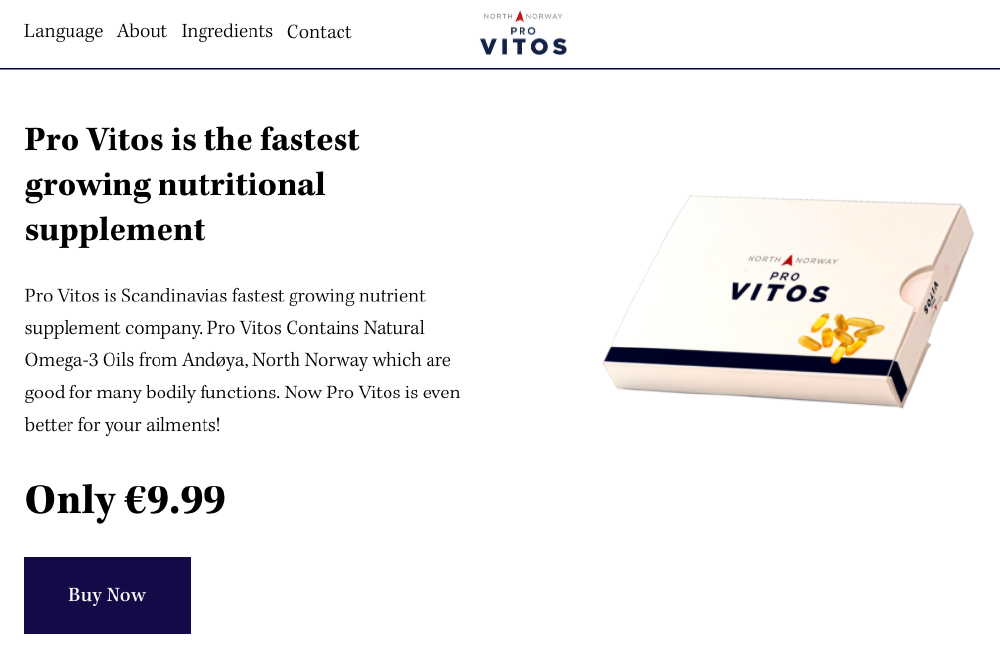 Language About Ingredients Contact
NORTH NORWAY
PRO
VITOS
Pro Vitos is the fastest
growing nutritional
supplement
Pro Vitos is Scandinavias fastest growing nutrient
supplement company. Pro Vitos Contains Natural
Omega-3 Oils from Andøya, North Norway which are
good for many bodily functions. Now Pro Vitos is even
better for your ailments!
Only €9.99
Buy Now
NORTH NORWAY
PRO
VITOS
VITOS